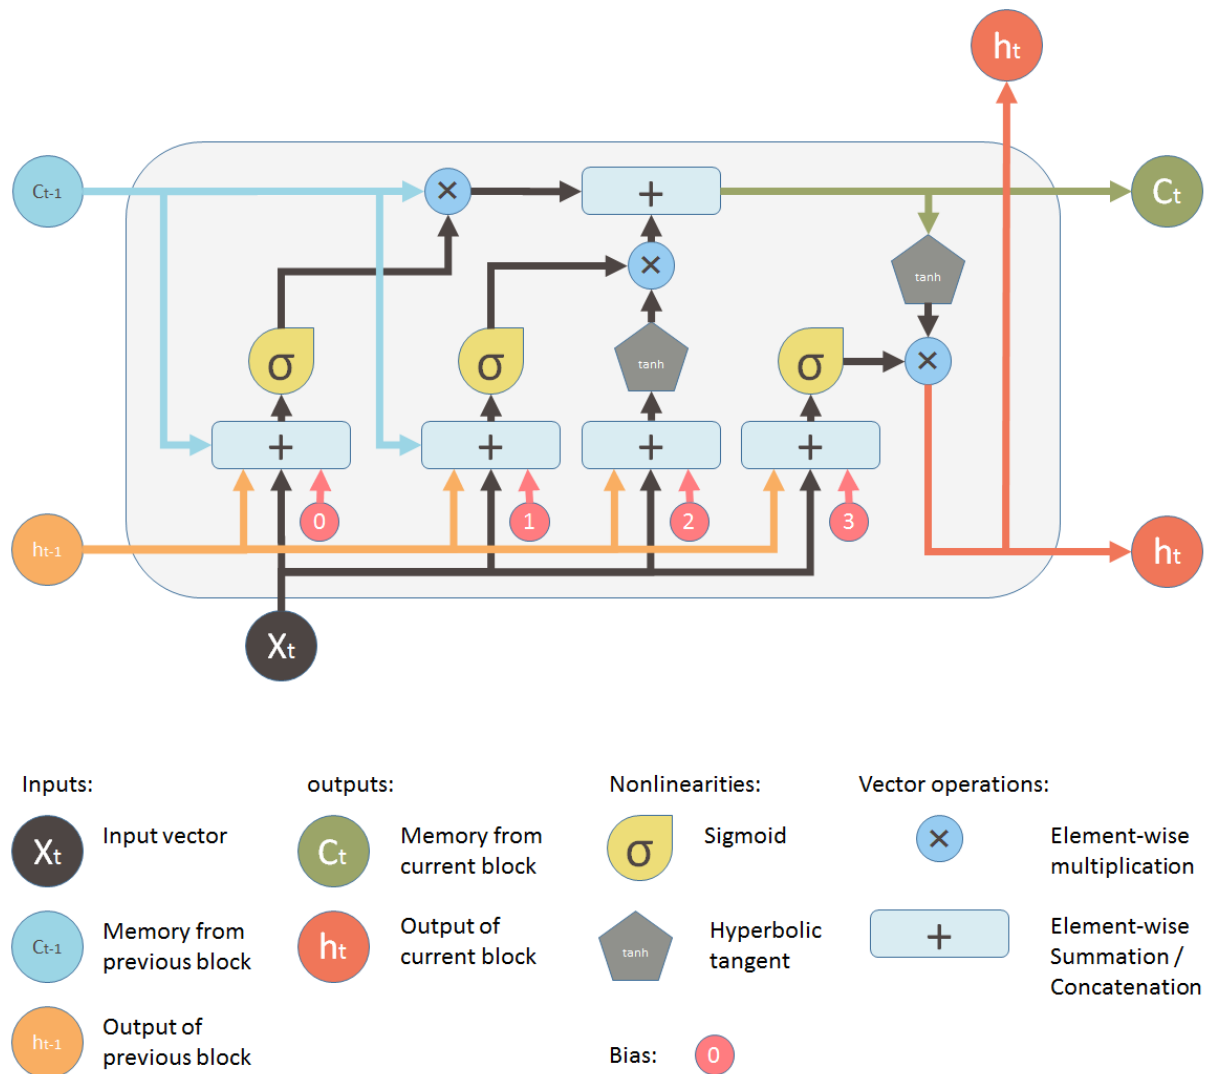 ht
Ct-1
×
+
Ct
×
tanh
σ
σ
tanh
σ
×
+
+
+
+
0
1
2
3
ht-1
ht
Xt
Inputs:
outputs:
Nonlinearities:
Vector operations:
Xt
Input vector
Ct
Memory from
current block
σ
Sigmoid
×
Element-wise
multiplication
Ct-1
Memory from
previous block
ht
Output of
current block
tanh
Hyperbolic
tangent
+
Element-wise
Summation /
Concatenation
ht-1
Output of
previous block
Bias:
0